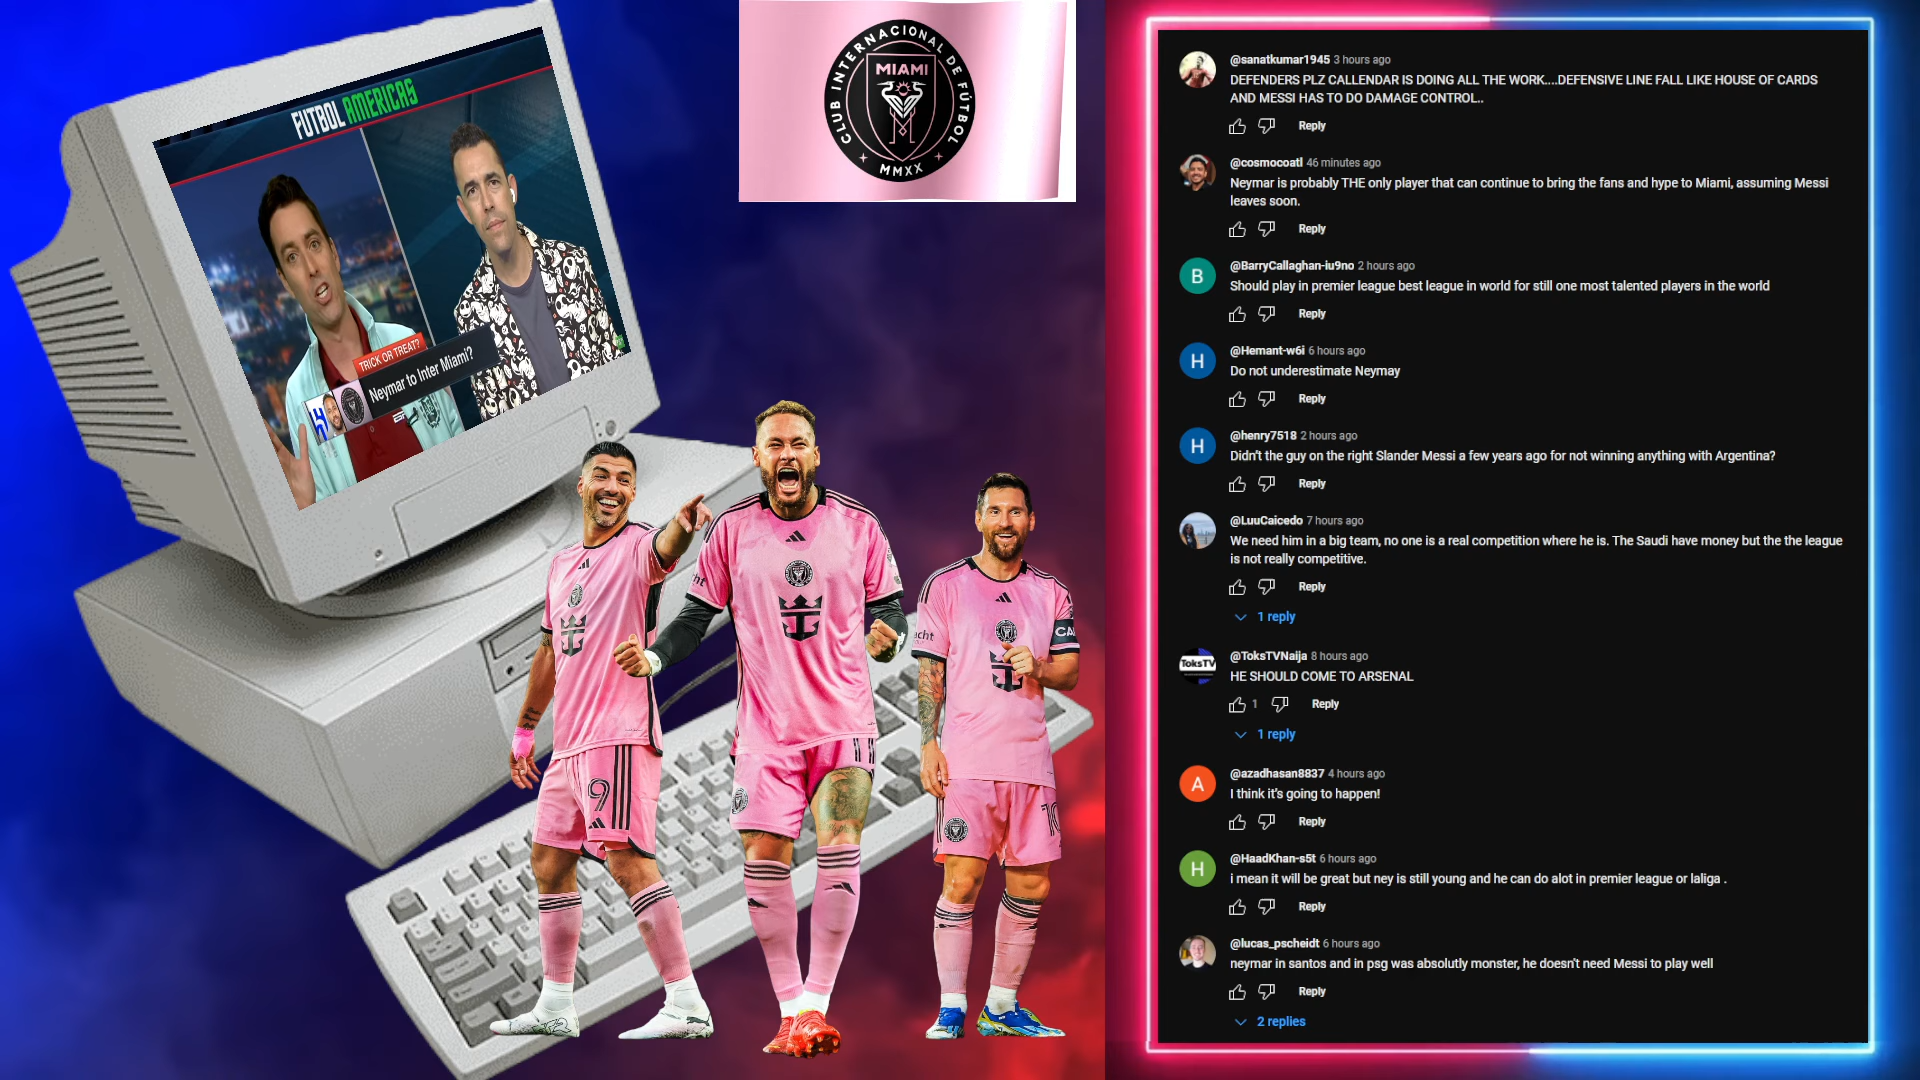 FUTBOL AMERICAS
TRICK OR TREAT?
Neymar to Inter Miami?
CLUB INTERNACIONAL DE FÚTBOL
MIAMI
MMXX
9
acht
CA
10
@sanatkumar1945 3 hours ago
DEFENDERS PLZ CALLENDAR IS DOING ALL THE WORK....DEFENSIVE LINE FALL LIKE HOUSE OF CARDS
AND MESSI HAS TO DO DAMAGE CONTROL..
Reply
@cosmocoatl 46 minutes ago
Neymar is probably THE only player that can continue to bring the fans and hype to Miami, assuming Messi
leaves soon.
Reply
B
@BarryCallaghan-iu9no 2 hours ago
Should play in premier league best league in world for still one most talented players in the world
Reply
H
@Hemant-w6i 6 hours ago
Do not underestimate Neymay
Reply
H
@henry7518 2 hours ago
Didn't the guy on the right Slander Messi a few years ago for not winning anything with Argentina?
Reply
@LuuCaicedo 7 hours ago
We need him in a big team, no one is a real competition where he is. The Saudi have money but the the league
is not really competitive.
Reply
1 reply
ToksTV
@ToksTVNaija 8 hours ago
HE SHOULD COME TO ARSENAL
1 Reply
1 reply
A
@azadhasan8837 4 hours ago
I think it's going to happen!
Reply
H
@HaadKhan-s5t 6 hours ago
i mean it will be great but ney is still young and he can do alot in premier league or laliga .
Reply
@lucas_pscheidt 6 hours ago
neymar in santos and in psg was absolutly monster, he doesn't need Messi to play well
Reply
2 replies